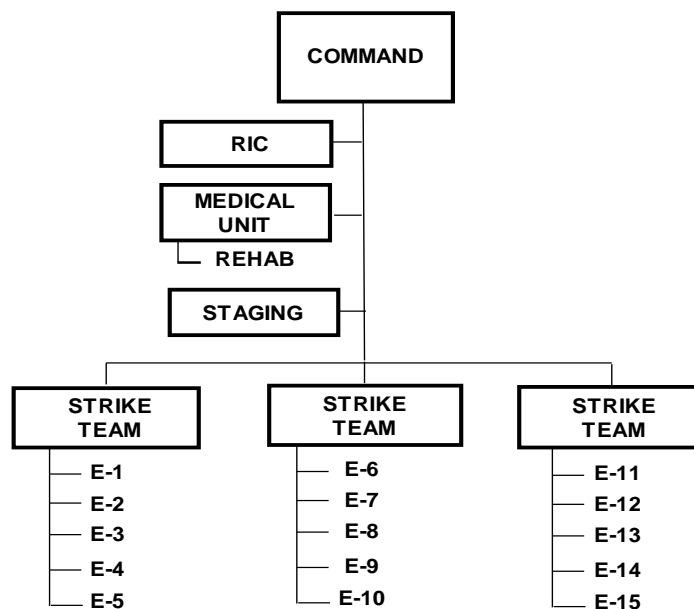 COMMAND
RIC
MEDICAL
UNIT
REHAB
STAGING
STRIKE
TEAM
E-1
E-2
E-3
E-4
E-5
STRIKE
TEAM
E-6
E-7
E-8
E-9
E-10
STRIKE
TEAM
E-11
E-12
E-13
E-14
E-15